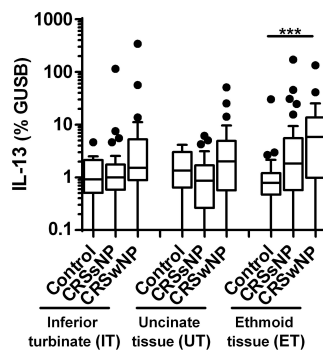 1000
***
100
10
1
0.1
IL-13 (% GUSB)
Control
CRSsNP
CRSwNP
Control
CRSsNP
CRSwNP
Control
CRSsNP
CRSwNP
Inferior
turbinate (IT)
Uncinate
tissue (UT)
Ethmoid
tissue (ET)